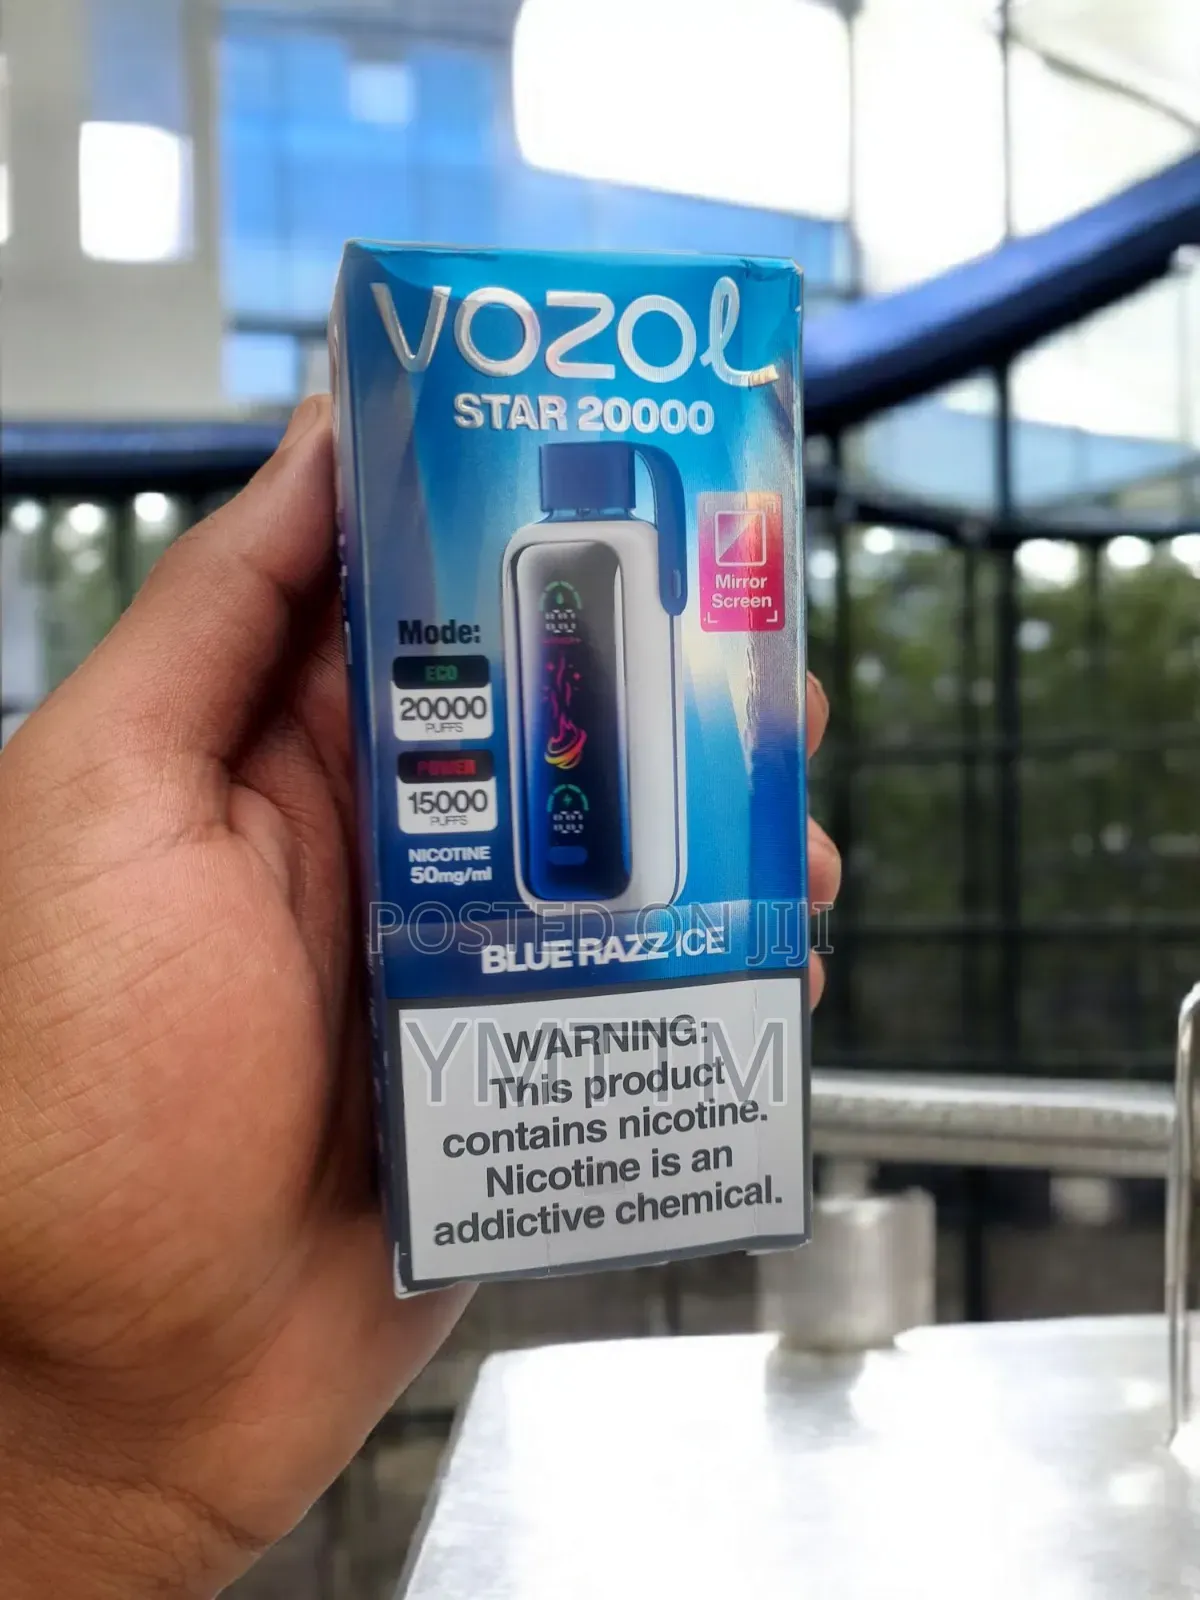 VOZOL
STAR 20000
Mirror
Screen
Mode:
ECO
20000
PUFFS
POWER
15000
PUFFS
NICOTINE
50mg/ml
POSTED ON JIJI
BLUE RAZZ ICE
YMTTM
WARNING:
This product
contains nicotine.
Nicotine is an
addictive chemical.